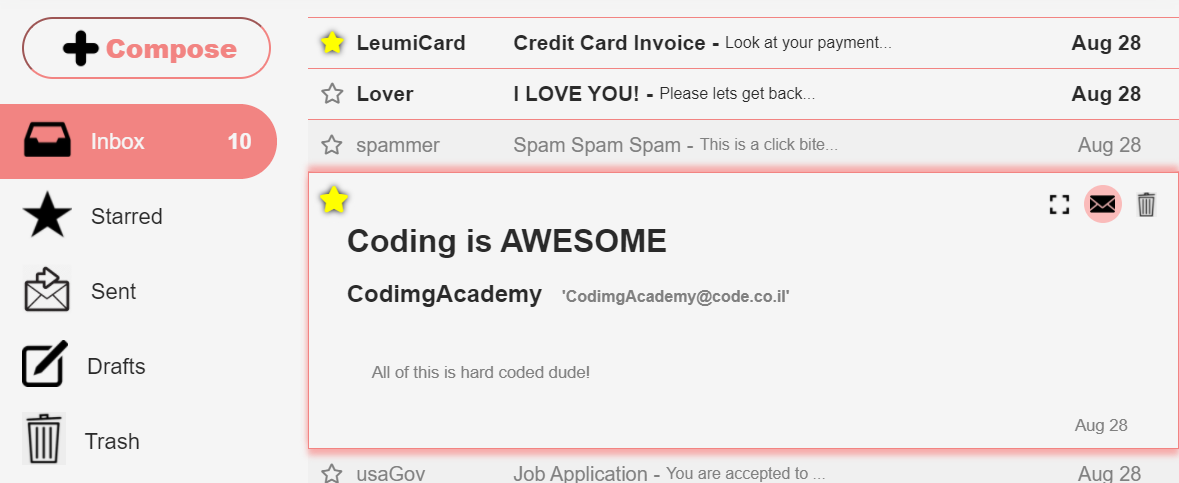 Compose
Inbox 10
Starred
Sent
Drafts
Trash
LeumiCard Credit Card Invoice - Look at your payment... Aug 28
Lover I LOVE YOU! - Please lets get back... Aug 28
spammer Spam Spam Spam - This is a click bite... Aug 28
Coding is AWESOME
CodimgAcademy 'CodimgAcademy@code.co.il'
All of this is hard coded dude!
Aug 28
usaGov Job Application - You are accepted to ... Aug 28